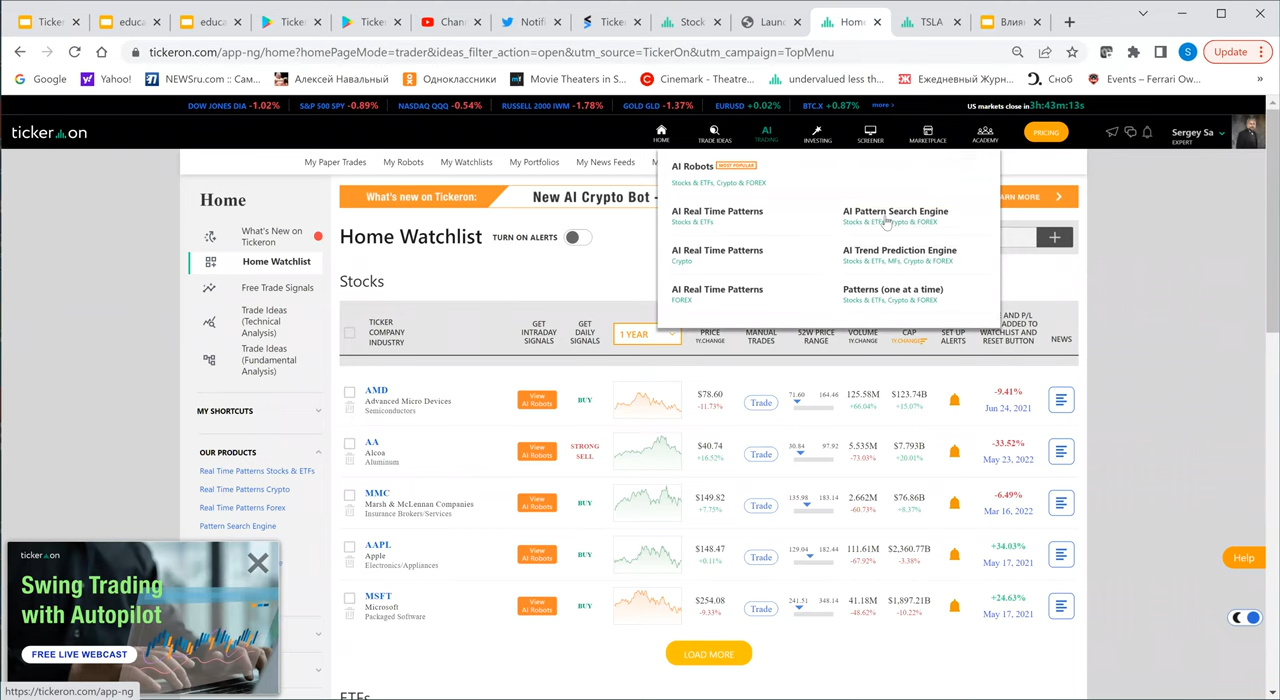 Ticke
educa
educa
Ticke
Ticke
Chan
Notifi
Ticke
Stock
Laun
Home
TSLA
Влия
tickeron.com/app-ng/home?homePageMode=trader&ideas_filter_action=open&utm_source=TickerOn&utm_campaign=TopMenu
S
Update
Google
Yahoo!
NEWSru.com :: Сам...
Алексей Навальный
Одноклассники
Movie Theaters in S...
Cinemark - Theatre...
undervalued less th...
Ежедневный Журн...
Сноб
Events – Ferrari Ow...
»
DOW JONES DIA -1.02%
S&P 500 SPY -0.89%
NASDAQ QQQ -0.54%
RUSSELL 2000 IWM -1.78%
GOLD GLD -1.37%
EURUSD +0.02%
BTC.X +0.87%
more >
US markets close in 3h:43m:13s
tickeron
HOME
TRADE IDEAS
AI
TRADING
INVESTING
SCREENER
MARKETPLACE
ACADEMY
PRICING
Sergey Sa
EXPERT
My Paper Trades
My Robots
My Watchlists
My Portfolios
My News Feeds
AI Robots MOST POPULAR
Stocks & ETFs, Crypto & FOREX
AI Real Time Patterns
Stocks & ETFs
AI Pattern Search Engine
Stocks & ETFs, Crypto & FOREX
AI Real Time Patterns
Crypto
AI Trend Prediction Engine
Stocks & ETFs, MFs, Crypto & FOREX
AI Real Time Patterns
FOREX
Patterns (one at a time)
Stocks & ETFs, Crypto & FOREX
Home
What's New on
Tickeron
Home Watchlist
Free Trade Signals
Trade Ideas
(Technical
Analysis)
Trade Ideas
(Fundamental
Analysis)
MY SHORTCUTS
OUR PRODUCTS
Real Time Patterns Stocks & ETFs
Real Time Patterns Crypto
Real Time Patterns Forex
Pattern Search Engine
What's new on Tickeron:
New AI Crypto Bot -
ARN MORE
Home Watchlist
TURN ON ALERTS
Stocks
TICKER
COMPANY
INDUSTRY
GET
INTRADAY
SIGNALS
GET
DAILY
SIGNALS
1 YEAR
PRICE
1Y.CHANGE
MANUAL
TRADES
52W PRICE
RANGE
VOLUME
1Y.CHANGE
CAP
1Y.CHANGE
SET UP
ALERTS
AND P/L
ADDED TO
WATCHLIST AND
RESET BUTTON
NEWS
AMD
Advanced Micro Devices
Semiconductors
View
AI Robots
BUY
$78.60
-11.73%
Trade
71.60 164.46
125.58M
+66.04%
$123.74B
+15.07%
-9.41%
Jun 24, 2021
AA
Alcoa
Aluminum
View
AI Robots
STRONG
SELL
$40.74
+16.52%
Trade
30.84 97.92
5.535M
-73.03%
$7.793B
+20.01%
-33.52%
May 23, 2022
MMC
Marsh & McLennan Companies
Insurance Brokers/Services
View
AI Robots
BUY
$149.82
+7.75%
Trade
135.98 183.14
2.662M
-60.73%
$76.86B
+8.37%
-6.49%
Mar 16, 2022
AAPL
Apple
Electronics/Appliances
View
AI Robots
BUY
$148.47
+0.11%
Trade
129.04 182.44
111.61M
-67.92%
$2,360.77B
-3.38%
+34.03%
May 17, 2021
MSFT
Microsoft
Packaged Software
View
AI Robots
BUY
$254.08
-9.33%
Trade
241.51 348.14
41.18M
-48.62%
$1,897.21B
-10.22%
+24.63%
May 17, 2021
LOAD MORE
ETFs
Help
tickeron
Swing Trading
with Autopilot
FREE LIVE WEBCAST
https://tickeron.com/app-ng